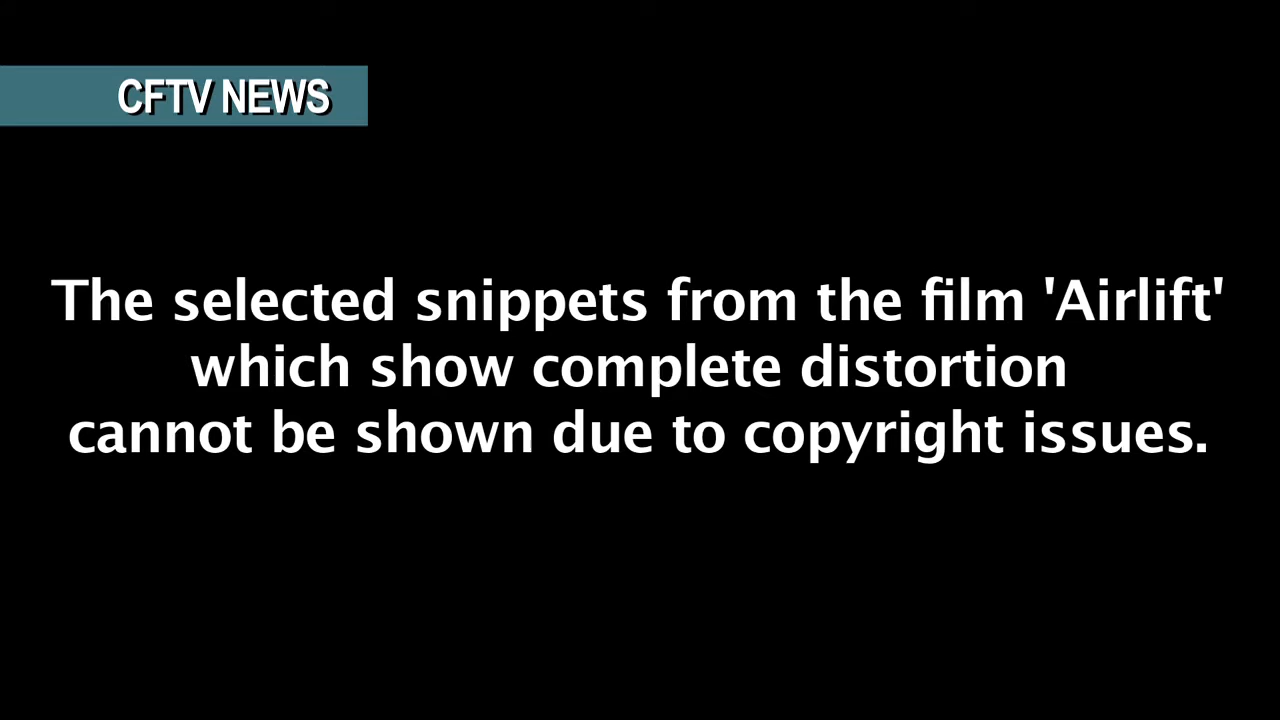 CFTV NEWS
The selected snippets from the film 'Airlift'
which show complete distortion
cannot be shown due to copyright issues.